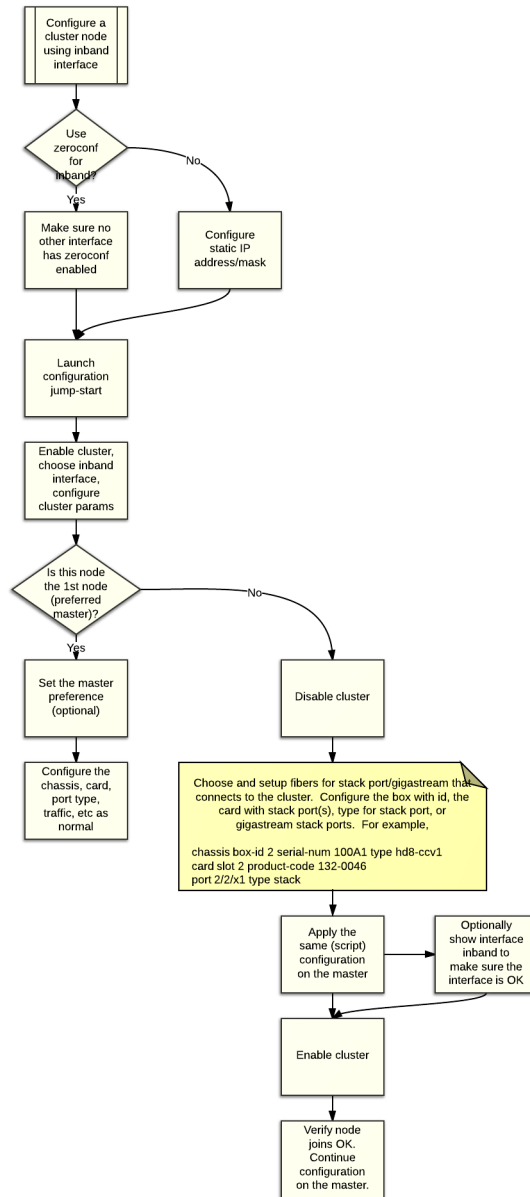 Configure a
cluster node
using inband
interface
Use
zeroconf
for
inband?
No
Yes
Make sure no
other interface
has zeroconf
enabled
Configure
static IP
address/mask
Launch
configuration
jump-start
Enable cluster,
choose inband
interface,
configure
cluster params
Is this node
the 1st node
(preferred
master)?
No
Yes
Set the master
preference
(optional)
Disable cluster
Configure the
chassis, card,
port type,
traffic, etc as
normal
Choose and setup fibers for stack port/gigastream that
connects to the cluster.  Configure the box with id, the
card with stack port(s), type for stack port, or
gigastream stack ports.  For example,
chassis box-id 2 serial-num 100A1 type hd8-ccv1
card slot 2 product-code 132-0046
port 2/2/x1 type stack
Apply the
same (script)
configuration
on the master
Optionally
show interface
inband to
make sure the
interface is OK
Enable cluster
Verify node
joins OK.
Continue
configuration
on the master.